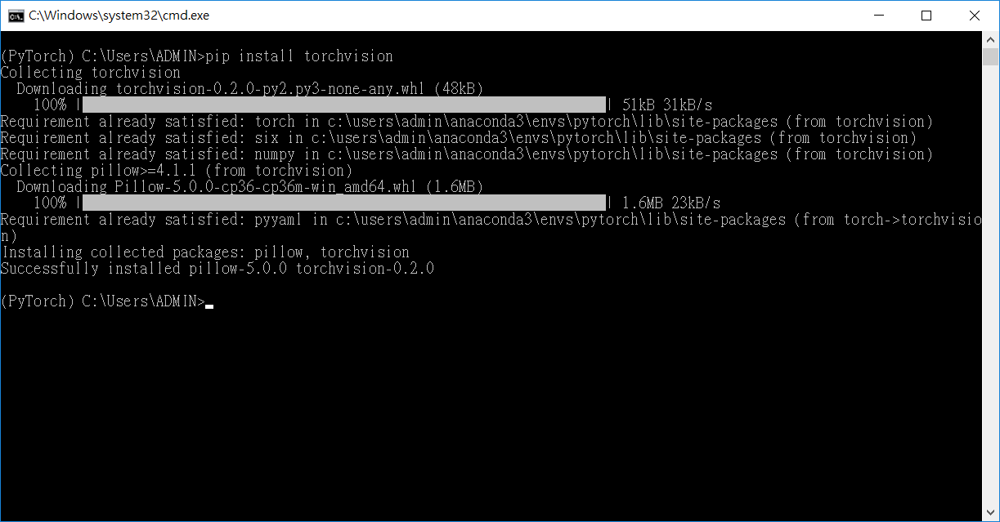 C:\Windows\system32\cmd.exe
(PyTorch) C:\Users\ADMIN>pip install torchvision
Collecting torchvision
  Downloading torchvision-0.2.0-py2.py3-none-any.whl (48kB)
    100% || 51kB 31kB/s
Requirement already satisfied: torch in c:\users\admin\anaconda3\envs\pytorch\lib\site-packages (from torchvision)
Requirement already satisfied: six in c:\users\admin\anaconda3\envs\pytorch\lib\site-packages (from torchvision)
Requirement already satisfied: numpy in c:\users\admin\anaconda3\envs\pytorch\lib\site-packages (from torchvision)
Collecting pillow>=4.1.1 (from torchvision)
  Downloading Pillow-5.0.0-cp36-cp36m-win_amd64.whl (1.6MB)
    100% || 1.6MB 23kB/s
Requirement already satisfied: pyyaml in c:\users\admin\anaconda3\envs\pytorch\lib\site-packages (from torch->torchvisio
n)
Installing collected packages: pillow, torchvision
Successfully installed pillow-5.0.0 torchvision-0.2.0
(PyTorch) C:\Users\ADMIN>